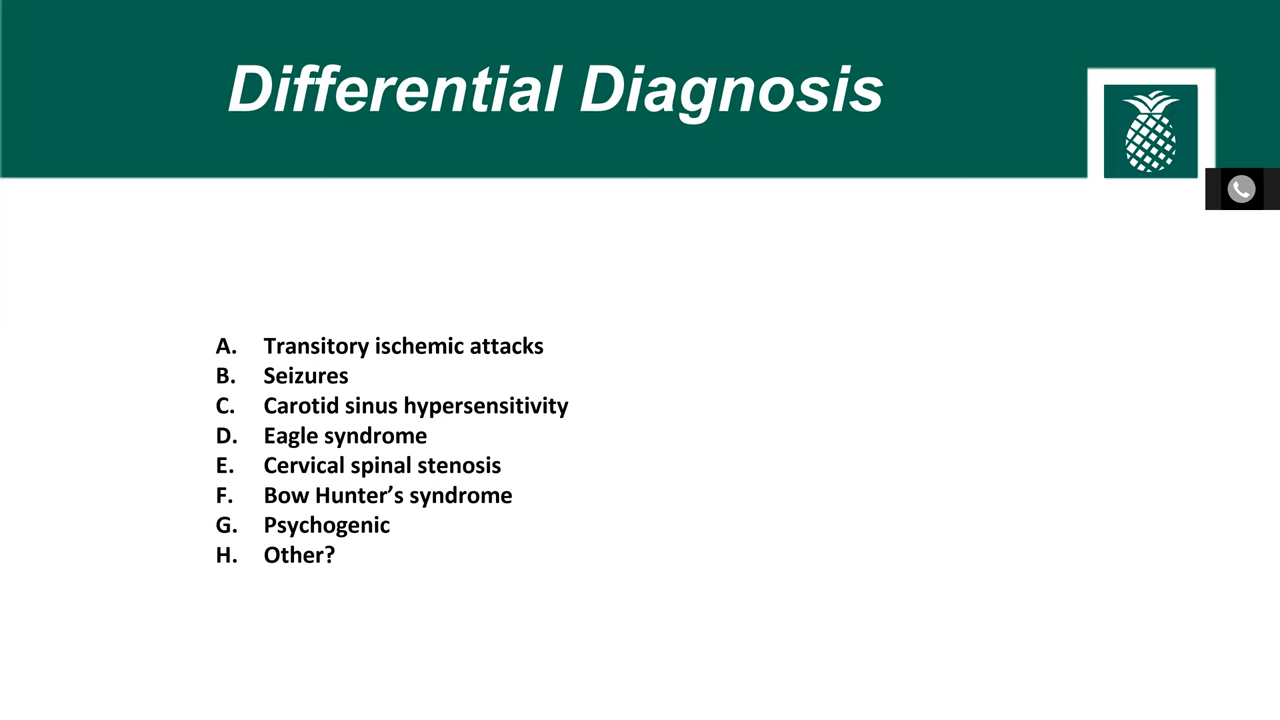 Differential Diagnosis
A. Transitory ischemic attacks
B. Seizures
C. Carotid sinus hypersensitivity
D. Eagle syndrome
E. Cervical spinal stenosis
F. Bow Hunter’s syndrome
G. Psychogenic
H. Other?